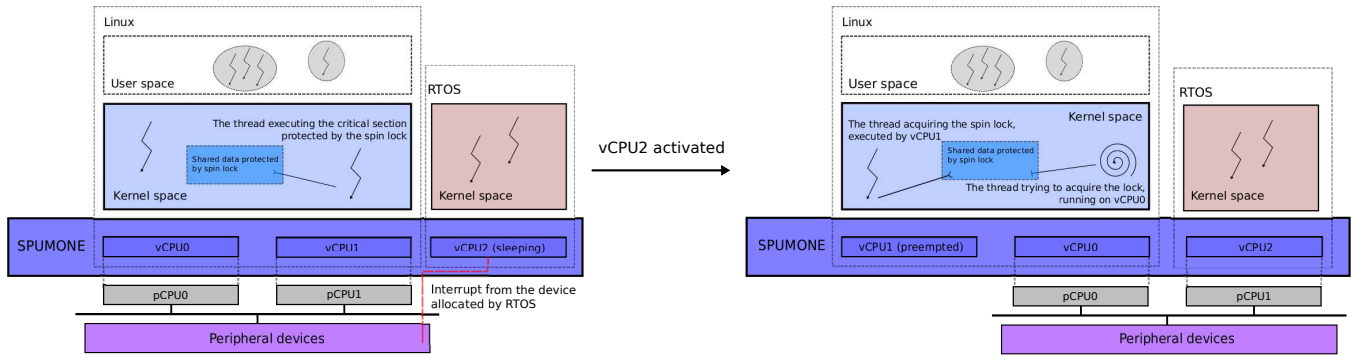 Linux
User space
RTOS
The thread executing the critical section
protected by the spin lock
Shared data protected
by spin lock
Kernel space
Kernel space
SPUMONE
vCPU0
vCPU1
vCPU2 (sleeping)
Interrupt from the device
allocated by RTOS
pCPU0
pCPU1
Peripheral devices
vCPU2 activated
Linux
User space
RTOS
Kernel space
The thread acquiring the spin lock,
executed by vCPU1
Shared data protected
by spin lock
The thread trying to acquire the lock,
running on vCPU0
Kernel space
SPUMONE
vCPU1 (preempted)
vCPU0
vCPU2
pCPU0
pCPU1
Peripheral devices